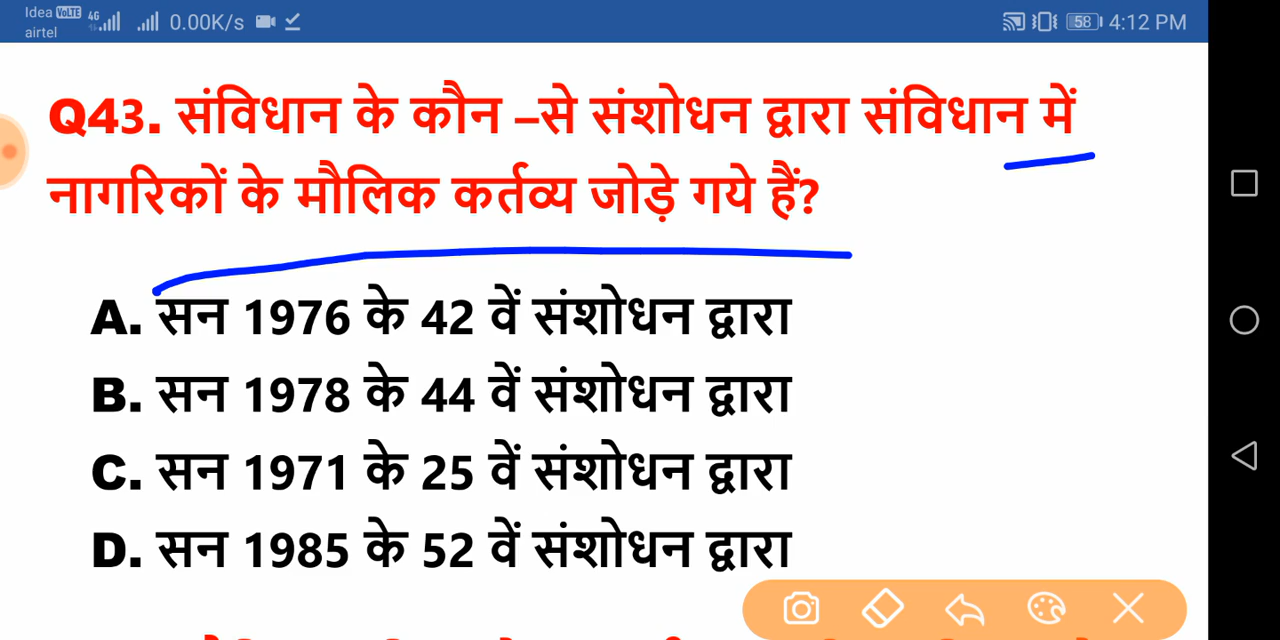 Idea VoLTE 4G 0.00K/s 58 4:12 PM
airtel
Q43. संविधान के कौन –से संशोधन द्वारा संविधान में
नागरिकों के मौलिक कर्तव्य जोड़े गये हैं?
A. सन 1976 के 42 वें संशोधन द्वारा
B. सन 1978 के 44 वें संशोधन द्वारा
C. सन 1971 के 25 वें संशोधन द्वारा
D. सन 1985 के 52 वें संशोधन द्वारा